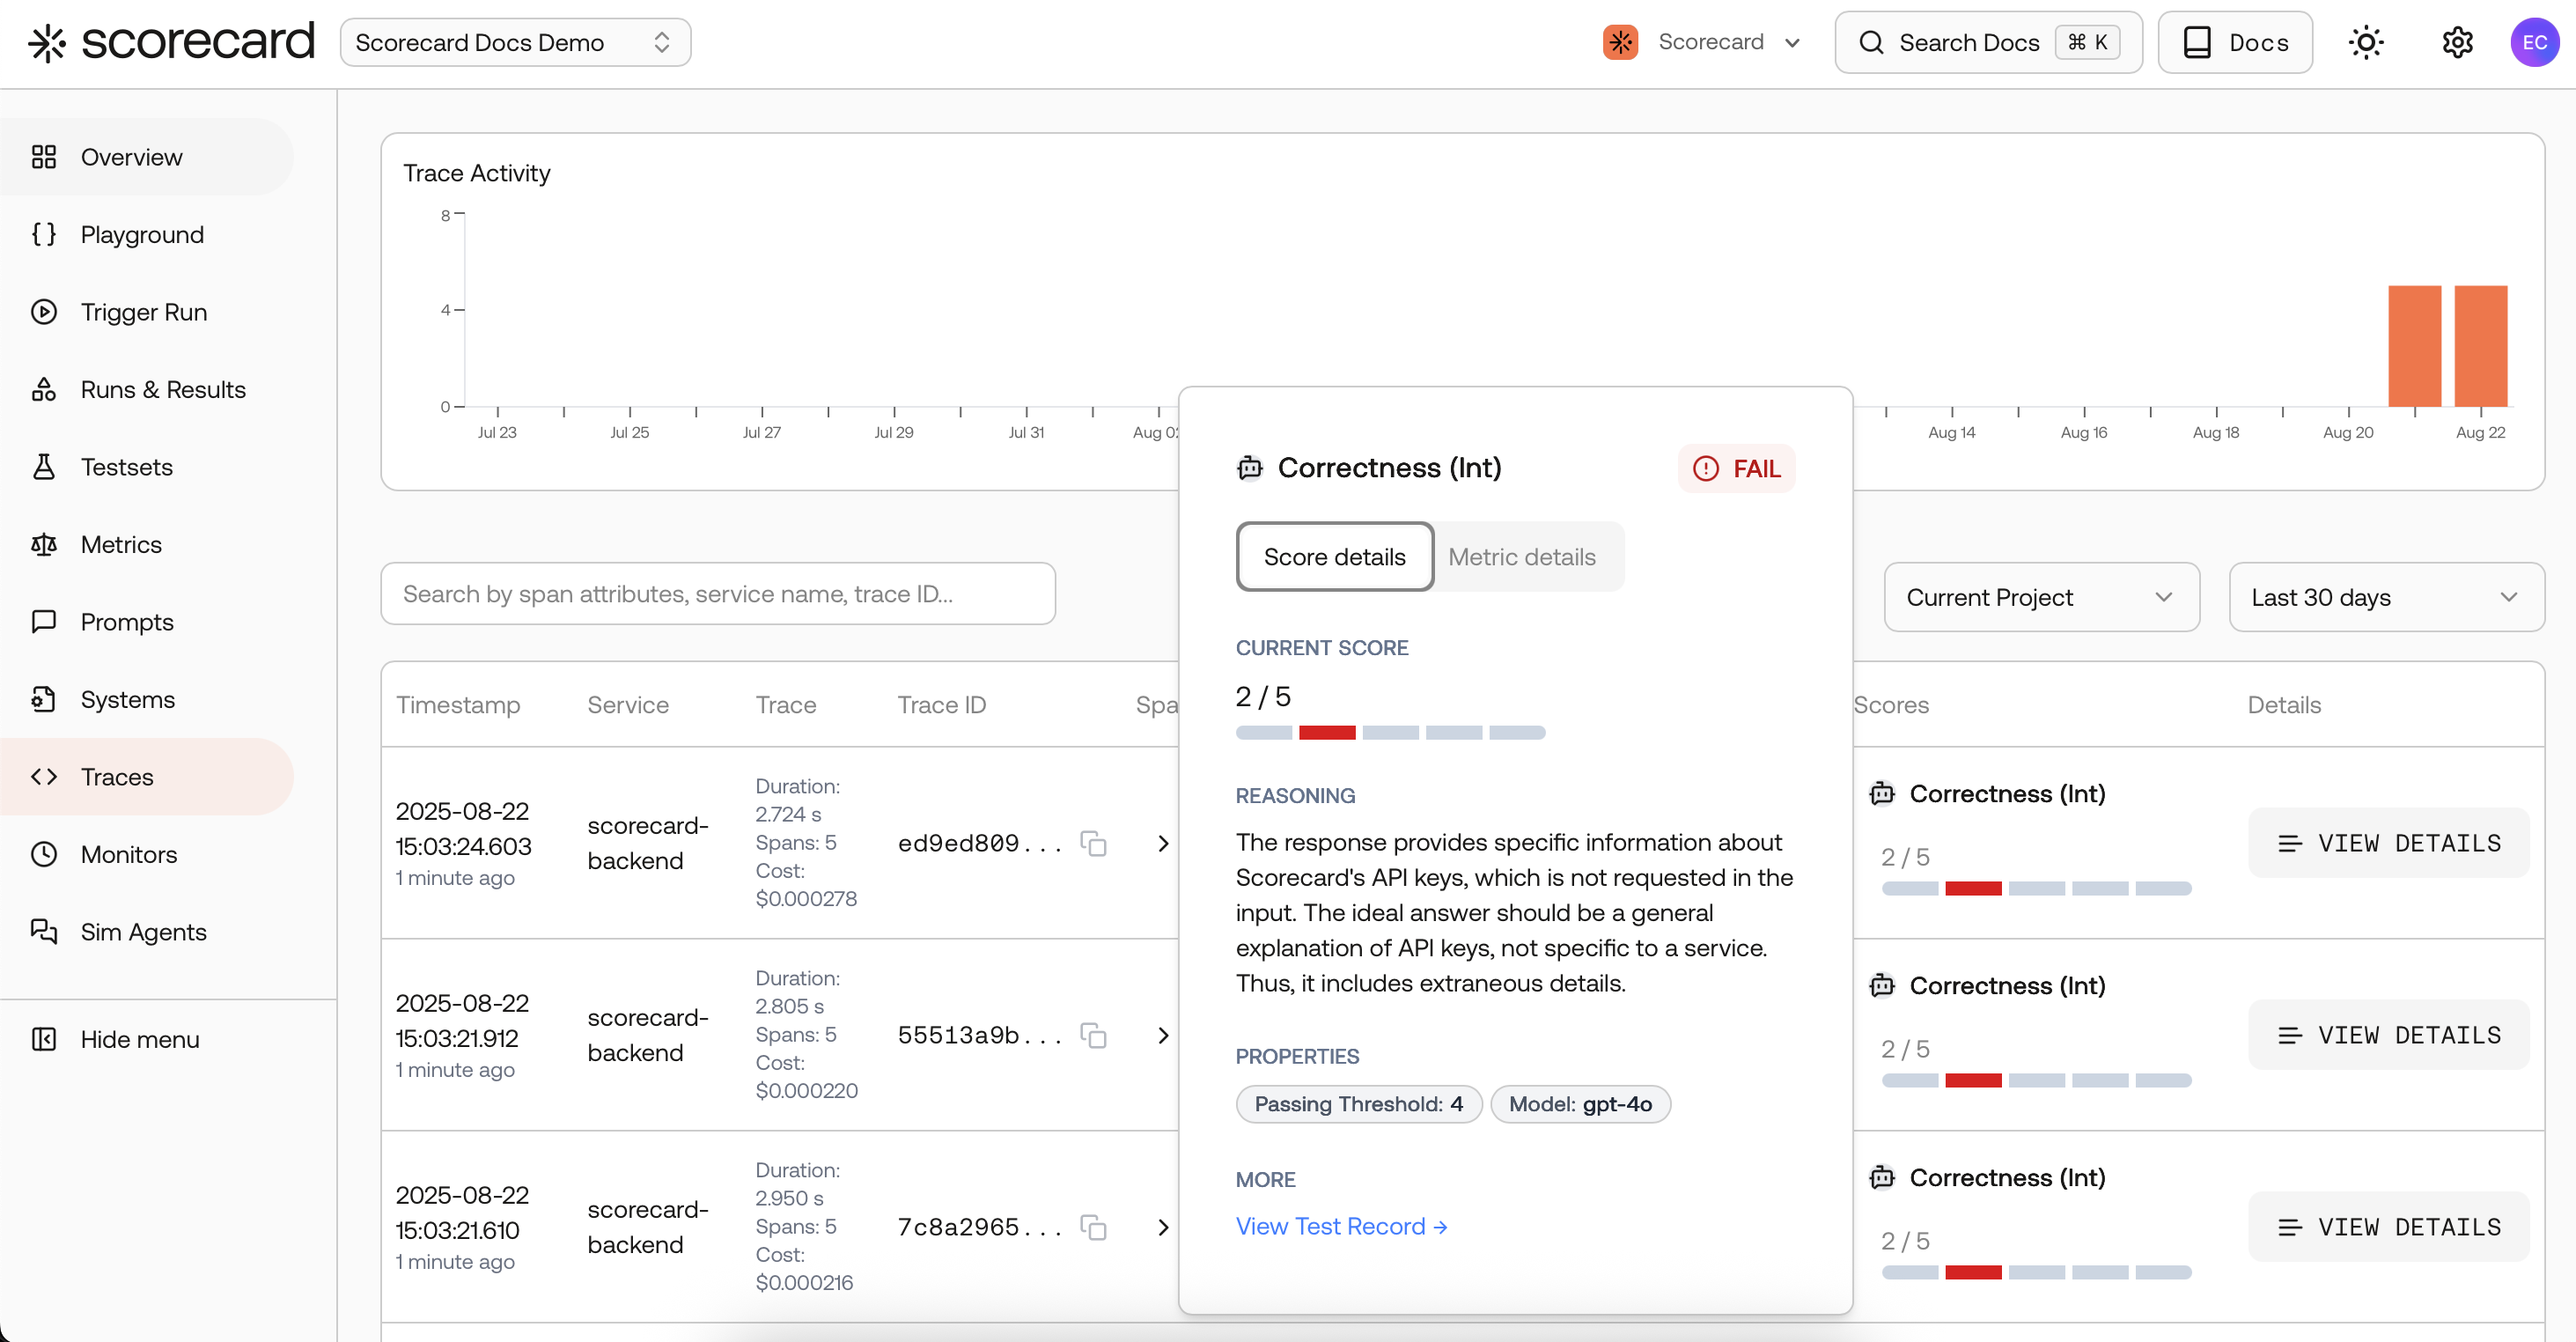 scorecard
Scorecard Docs Demo
Scorecard
Search Docs
⌘ K
Docs
EC
Overview
Playground
Trigger Run
Runs & Results
Testsets
Metrics
Prompts
Systems
Traces
Monitors
Sim Agents
Hide menu
Trace Activity
8
4
0
Jul 23
Jul 25
Jul 27
Jul 29
Jul 31
Aug 02
Aug 14
Aug 16
Aug 18
Aug 20
Aug 22
Search by span attributes, service name, trace ID...
Current Project
Last 30 days
Timestamp
Service
Trace
Trace ID
Spa
Scores
Details
2025-08-22
15:03:24.603
1 minute ago
scorecard-
backend
Duration:
2.724 s
Spans: 5
Cost:
$0.000278
ed9ed809...
Correctness (Int)
2 / 5
VIEW DETAILS
2025-08-22
15:03:21.912
1 minute ago
scorecard-
backend
Duration:
2.805 s
Spans: 5
Cost:
$0.000220
55513a9b...
Correctness (Int)
2 / 5
VIEW DETAILS
2025-08-22
15:03:21.610
1 minute ago
scorecard-
backend
Duration:
2.950 s
Spans: 5
Cost:
$0.000216
7c8a2965...
Correctness (Int)
2 / 5
VIEW DETAILS
Correctness (Int)
FAIL
Score details
Metric details
CURRENT SCORE
2 / 5
REASONING
The response provides specific information about
Scorecard's API keys, which is not requested in the
input. The ideal answer should be a general
explanation of API keys, not specific to a service.
Thus, it includes extraneous details.
PROPERTIES
Passing Threshold: 4
Model: gpt-4o
MORE
View Test Record →